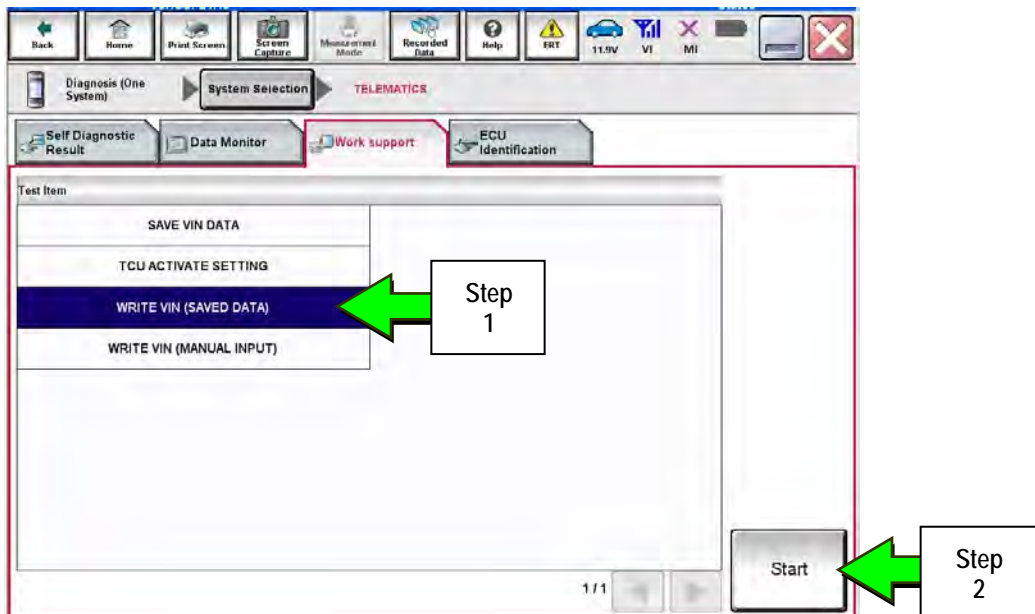 Back
Home
Print Screen
Screen
Capture
Measurement
Mode
Recorded
Data
Help
ERT
11.9V
VI
MI
Diagnosis (One
System)
System Selection
TELEMATICS
Self Diagnostic
Result
Data Monitor
Work support
ECU
Identification
Test Item
SAVE VIN DATA
TCU ACTIVATE SETTING
WRITE VIN (SAVED DATA)
Step
1
WRITE VIN (MANUAL INPUT)
1/1
Start
Step
2